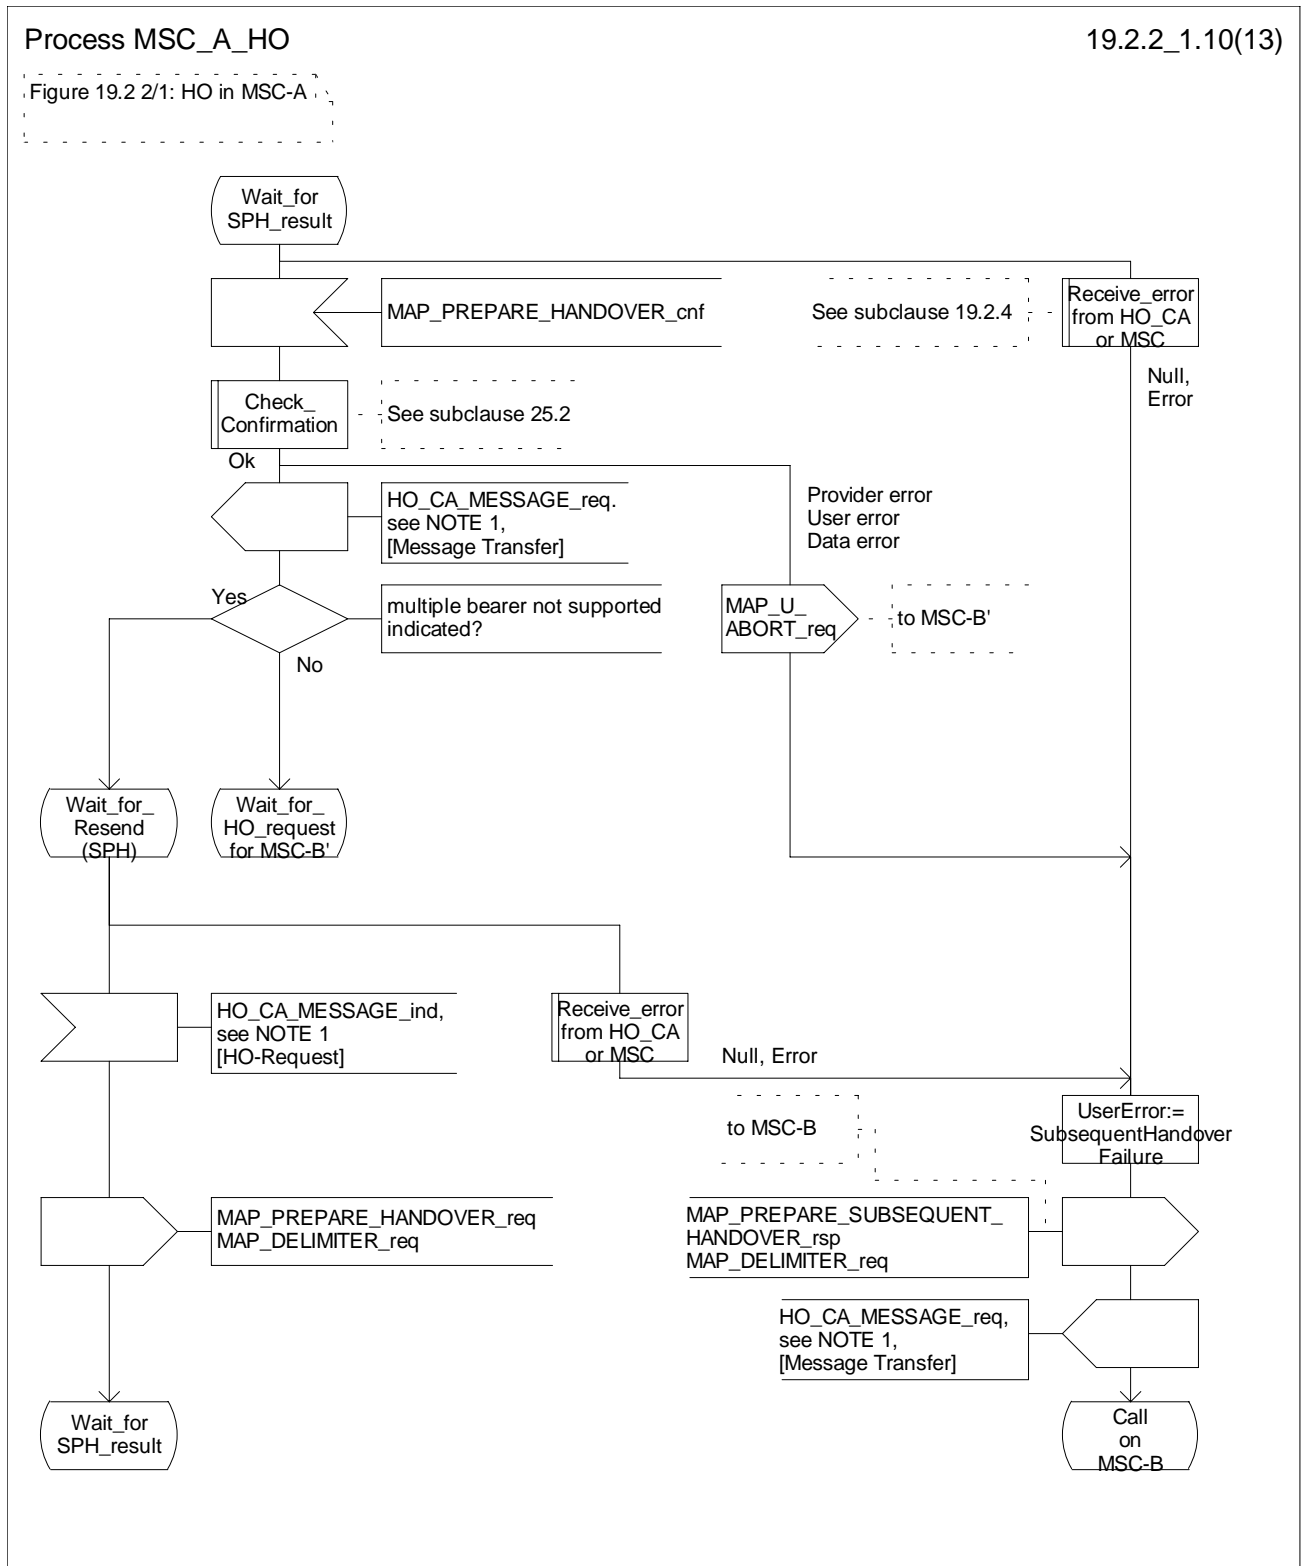 Process MSC_A_HO
19.2.2_1.10(13)
Figure 19.2 2/1: HO in MSC-A
Wait_for
SPH_result
MAP_PREPARE_HANDOVER_cnf
See subclause 19.2.4
Receive_error
from HO_CA
or MSC
Null,
Error
Check_
Confirmation
See subclause 25.2
Ok
HO_CA_MESSAGE_req.
see NOTE 1,
[Message Transfer]
Provider error
User error
Data error
Yes
multiple bearer not supported
indicated?
No
MAP_U_
ABORT_req
to MSC-B'
Wait_for_
Resend
(SPH)
Wait_for_
HO_request
for MSC-B'
HO_CA_MESSAGE_ind,
see NOTE 1
[HO-Request]
Receive_error
from HO_CA
or MSC
Null, Error
to MSC-B
UserError:=
SubsequentHandover
Failure
MAP_PREPARE_HANDOVER_req
MAP_DELIMITER_req
MAP_PREPARE_SUBSEQUENT_
HANDOVER_rsp
MAP_DELIMITER_req
HO_CA_MESSAGE_req,
see NOTE 1,
[Message Transfer]
Wait_for
SPH_result
Call
on
MSC-B